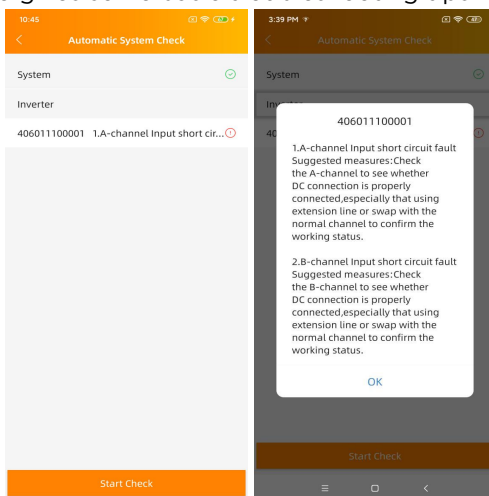 10:45
Automatic System Check
System
Inverter
406011100001 1.A-channel Input short cir...
Start Check
3:39 PM
Automatic System Check
System
406011100001
1.A-channel Input short circuit fault
Suggested measures:Check
the A-channel to see whether
DC connection is properly
connected,especially that using
extension line or swap with the
normal channel to confirm the
working status.
2.B-channel Input short circuit fault
Suggested measures:Check
the B-channel to see whether
DC connection is properly
connected,especially that using
extension line or swap with the
normal channel to confirm the
working status.
OK
Start Check